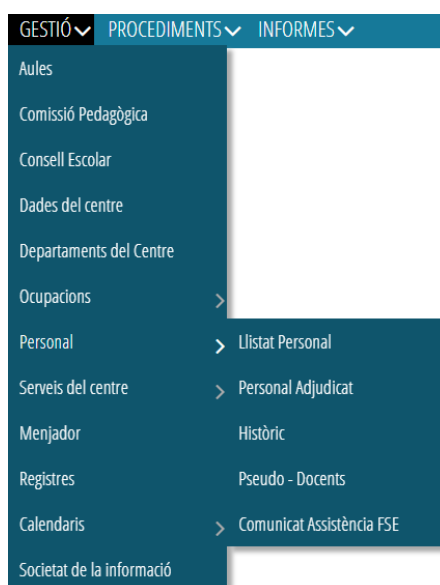 GESTIÓ PROCEDIMENTS INFORMES
Aules
Comissió Pedagògica
Consell Escolar
Dades del centre
Departaments del Centre
Ocupacions
Personal
Serveis del centre
Menjador
Registres
Calendaris
Societat de la informació
Llistat Personal
Personal Adjudicat
Històric
Pseudo - Docents
Comunicat Assistència FSE